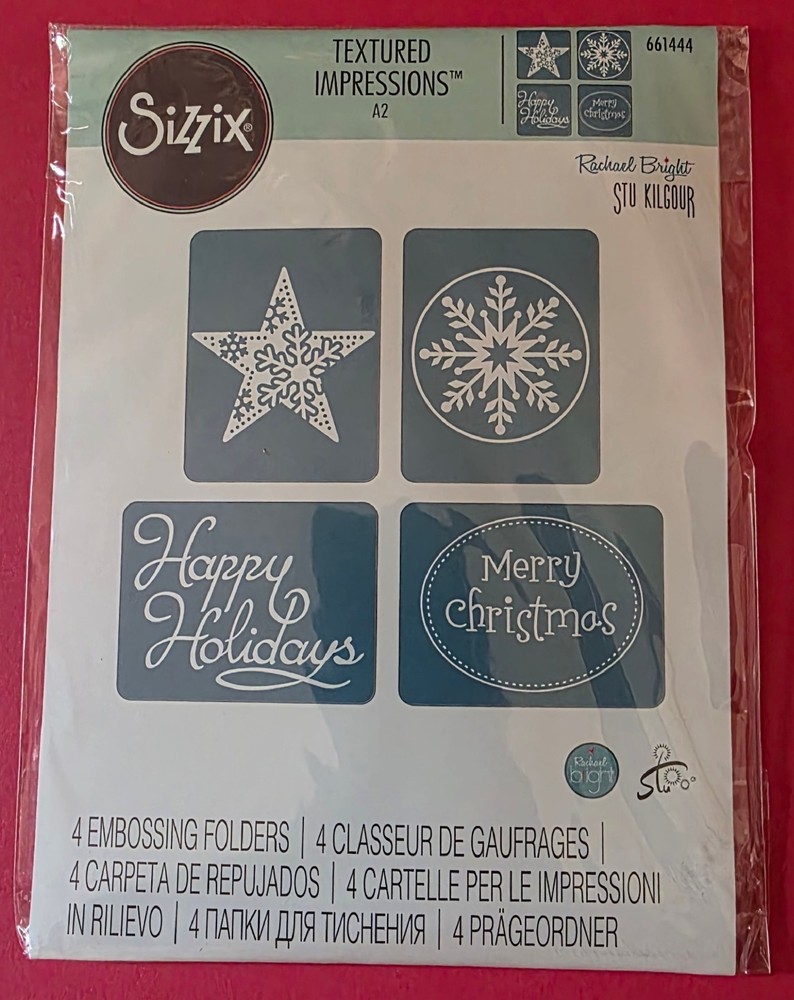 Sizzix®
TEXTURED
IMPRESSIONS™
A2
Happy
Holidays
Merry
Christmas
661444
Rachael Bright
STU KILGOUR
Happy
Holidays
Merry
Christmas
Rachael
bright
Stu
4 EMBOSSING FOLDERS | 4 CLASSEUR DE GAUFRAGES |
4 CARPETA DE REPUJADOS | 4 CARTELLE PER LE IMPRESSIONI
IN RILIEVO | 4 ПАПКИ ДЛЯ ТИСНЕНИЯ | 4 PRÄGEORDNER